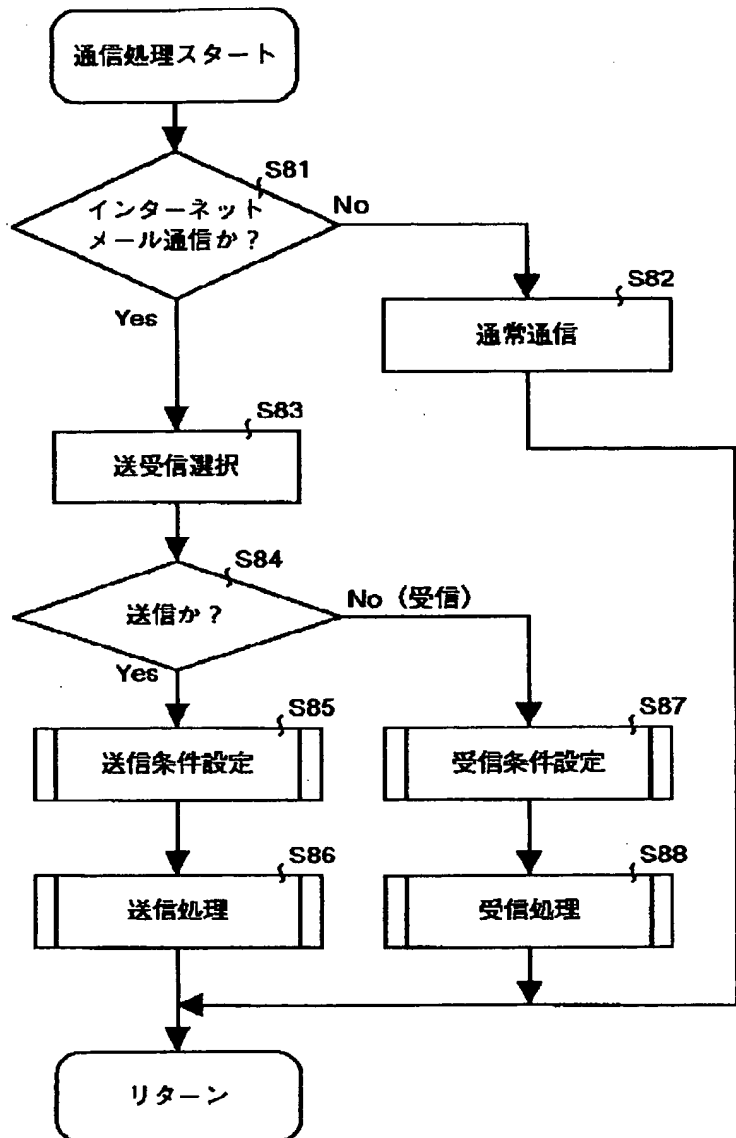 通信処理スタート
S81
インターネット
メール通信か？
No
Yes
S82
通常通信
S83
送受信選択
S84
送信か？
No（受信）
Yes
S85
送信条件設定
S87
受信条件設定
S86
送信処理
S88
受信処理
リターン